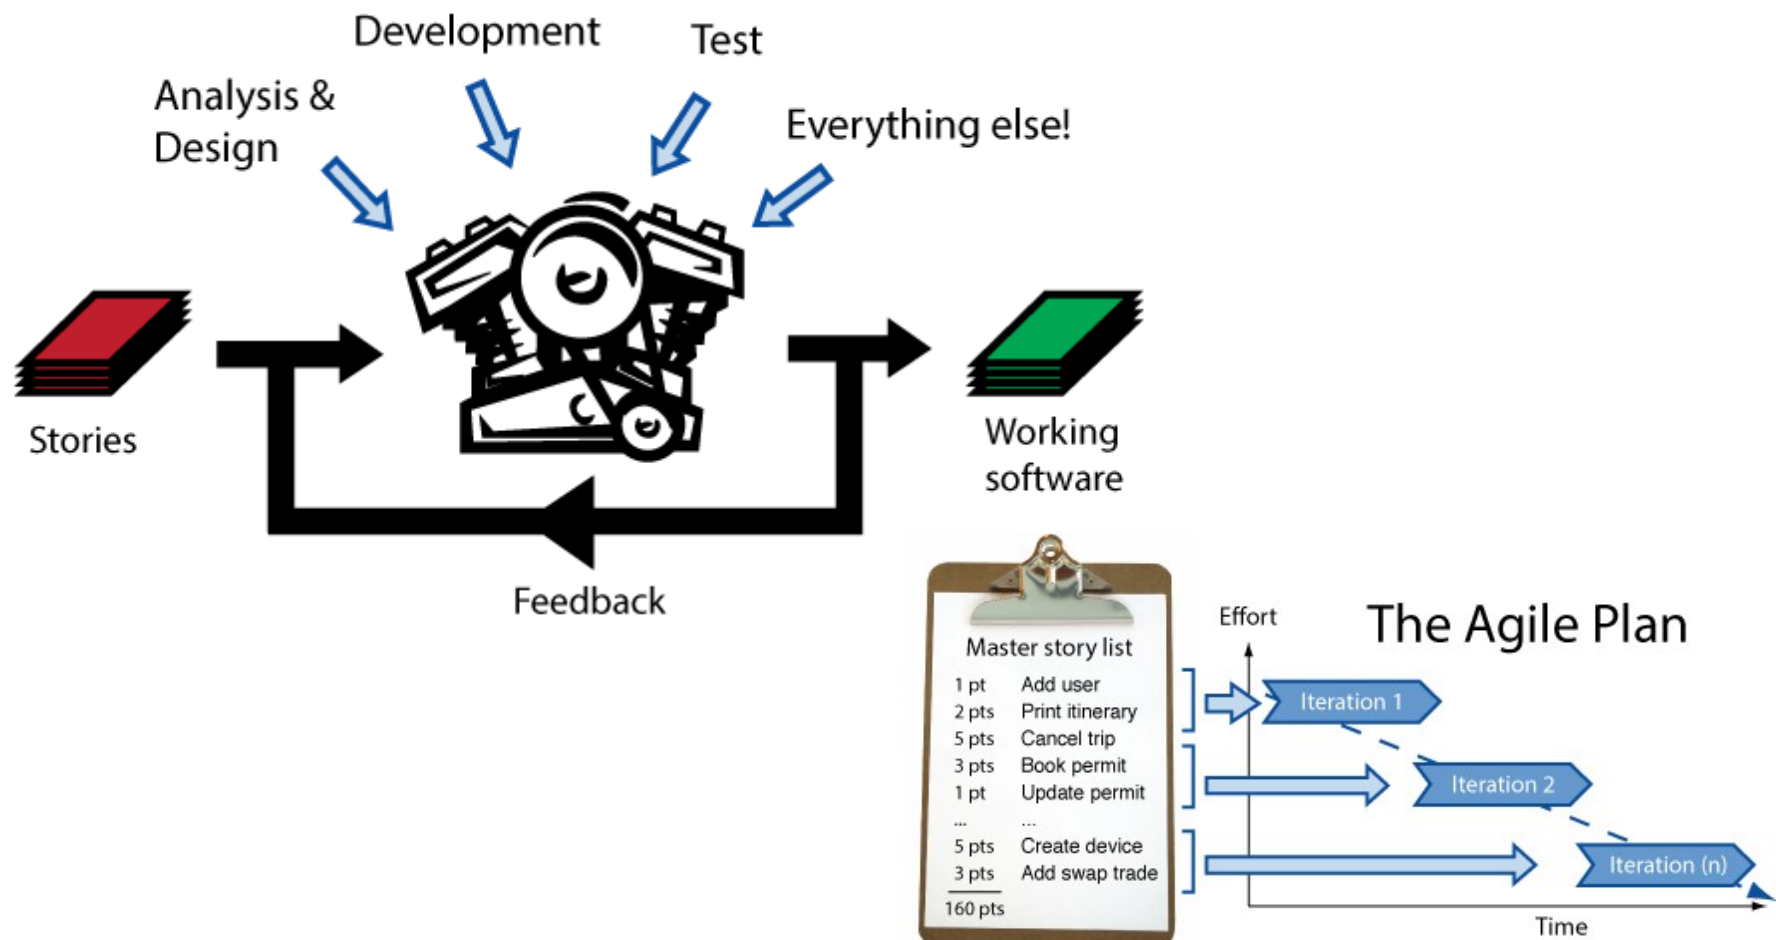 Development
Test
Analysis &
Design
Everything else!
Stories
Working
software
Feedback
The Agile Plan
Effort
Master story list
1 pt Add user
2 pts Print itinerary
5 pts Cancel trip
3 pts Book permit
1 pt Update permit
... ...
5 pts Create device
3 pts Add swap trade
160 pts
Iteration 1
Iteration 2
Iteration (n)
Time